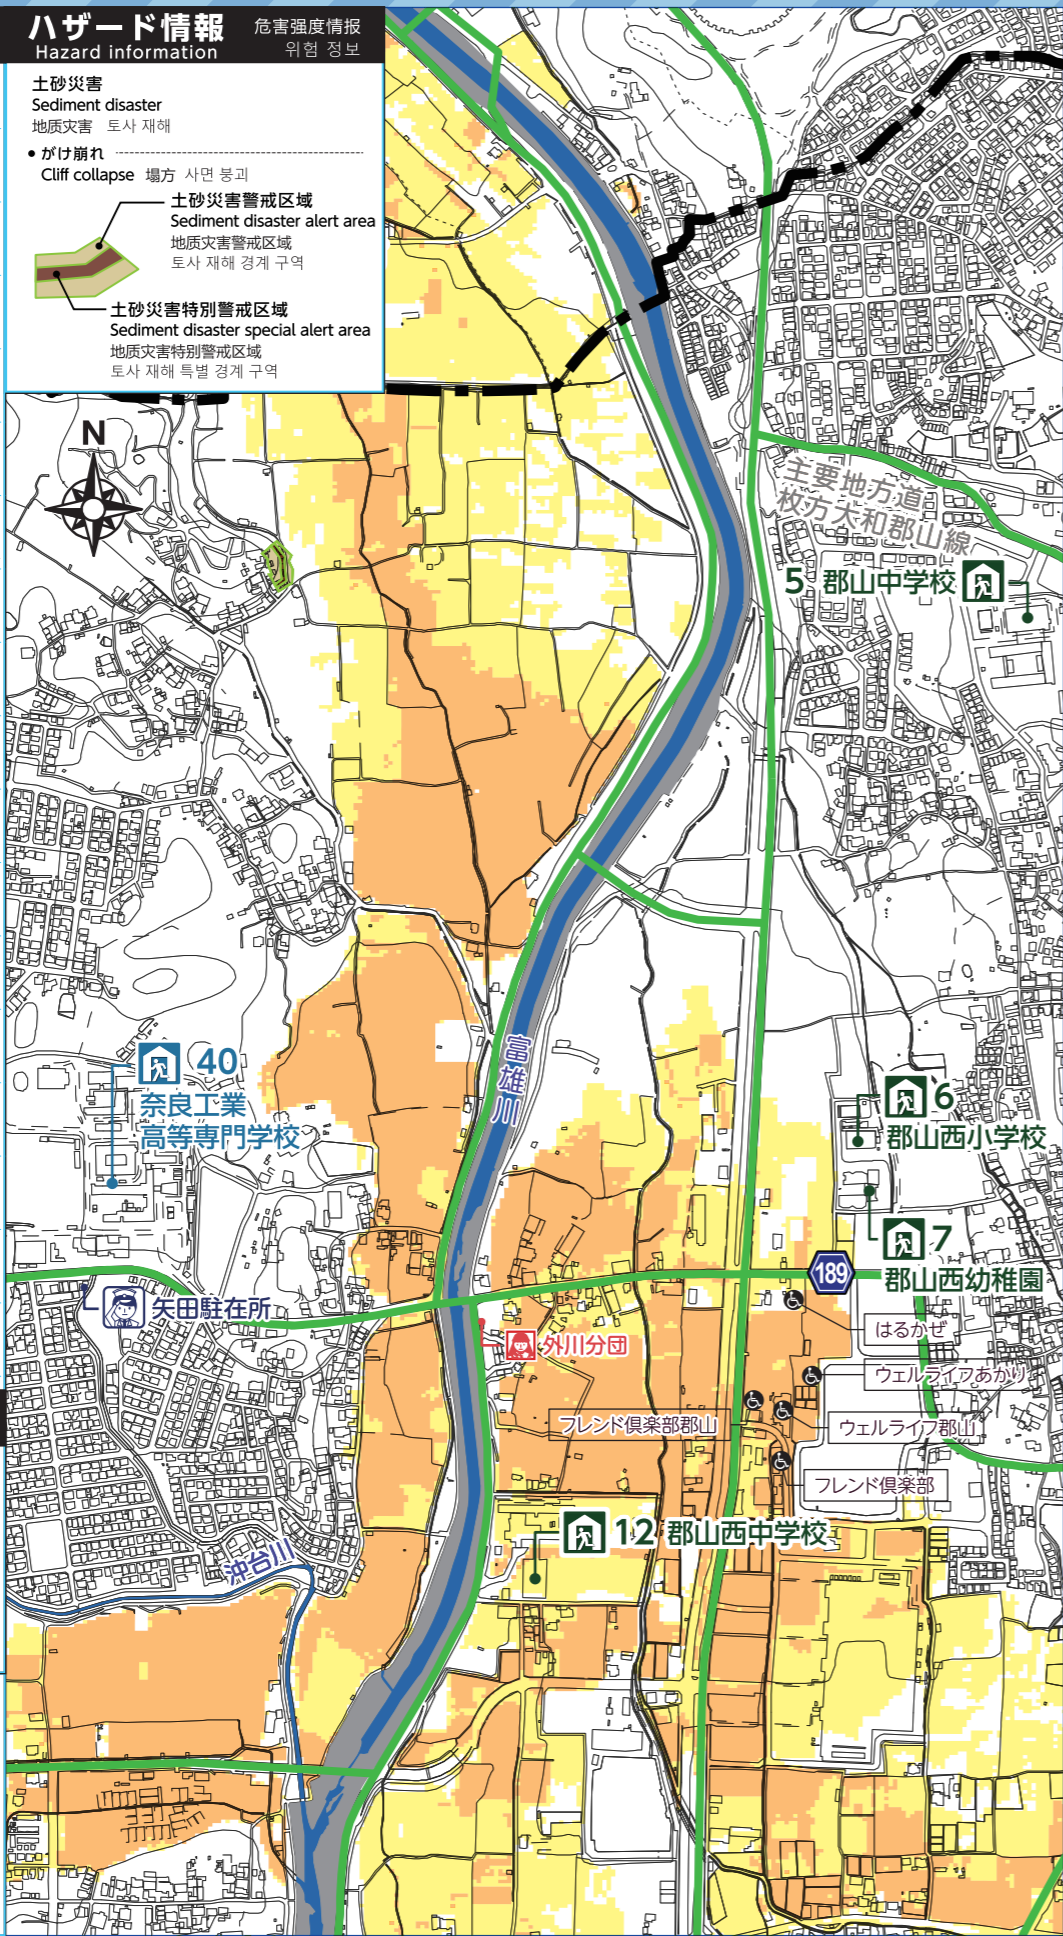 ハザード情報
Hazard information
危害强度情报
위험 정보
土砂災害
Sediment disaster
地质灾害 토사 재해
• がけ崩れ
Cliff collapse 塌方 사면 붕괴
土砂災害警戒区域
Sediment disaster alert area
地质灾害警戒区域
토사 재해 경계 구역
土砂災害特別警戒区域
Sediment disaster special alert area
地质灾害特别警戒区域
토사 재해 특별 경계 구역
N
主要地方道
枚方大和郡山線
5 郡山中学校
富雄川
40
奈良工業
高等専門学校
6
郡山西小学校
7
郡山西幼稚園
189
矢田駐在所
外川分団
はるかぜ
ウェルライフあかり
フレンド倶楽部郡山
ウェルライフ郡山
フレンド倶楽部
12 郡山西中学校
沖台川